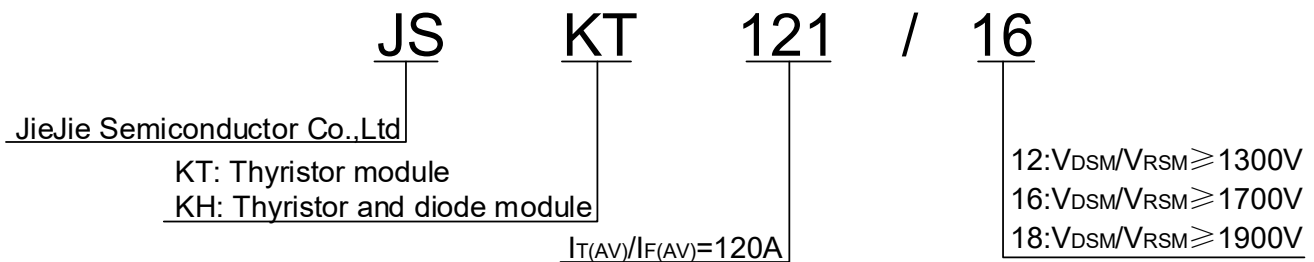 JS KT 121 / 16
JieJie Semiconductor Co.,Ltd
KT: Thyristor module
KH: Thyristor and diode module
IT(AV)/IF(AV)=120A
12:VDSM/VRSM≥1300V
16:VDSM/VRSM≥1700V
18:VDSM/VRSM≥1900V